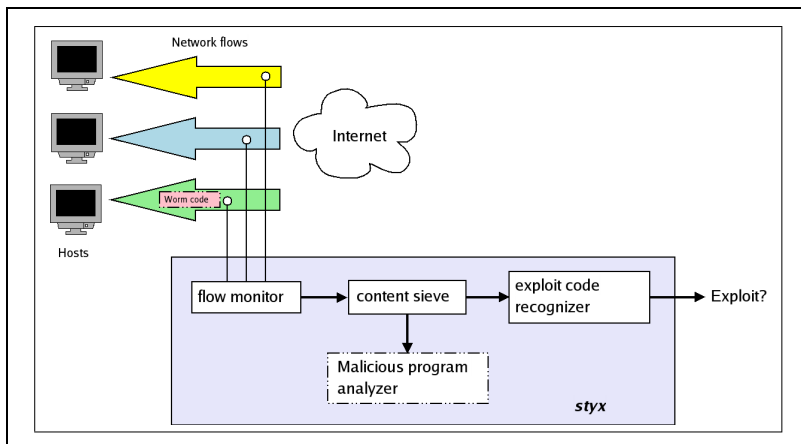 Network flows
Internet
Worm code
Hosts
flow monitor
content sieve
exploit code
recognizer
Exploit?
Malicious program
analyzer
styx